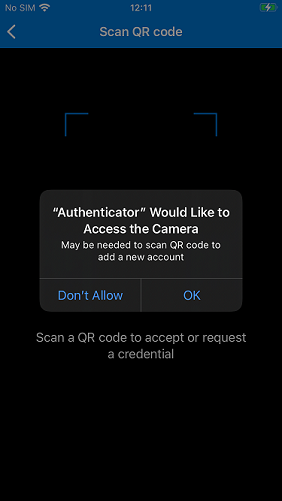 No SIM 12:11
Scan QR code
“Authenticator” Would Like to
Access the Camera
May be needed to scan QR code to
add a new account
Don’t Allow OK
Scan a QR code to accept or request
a credential